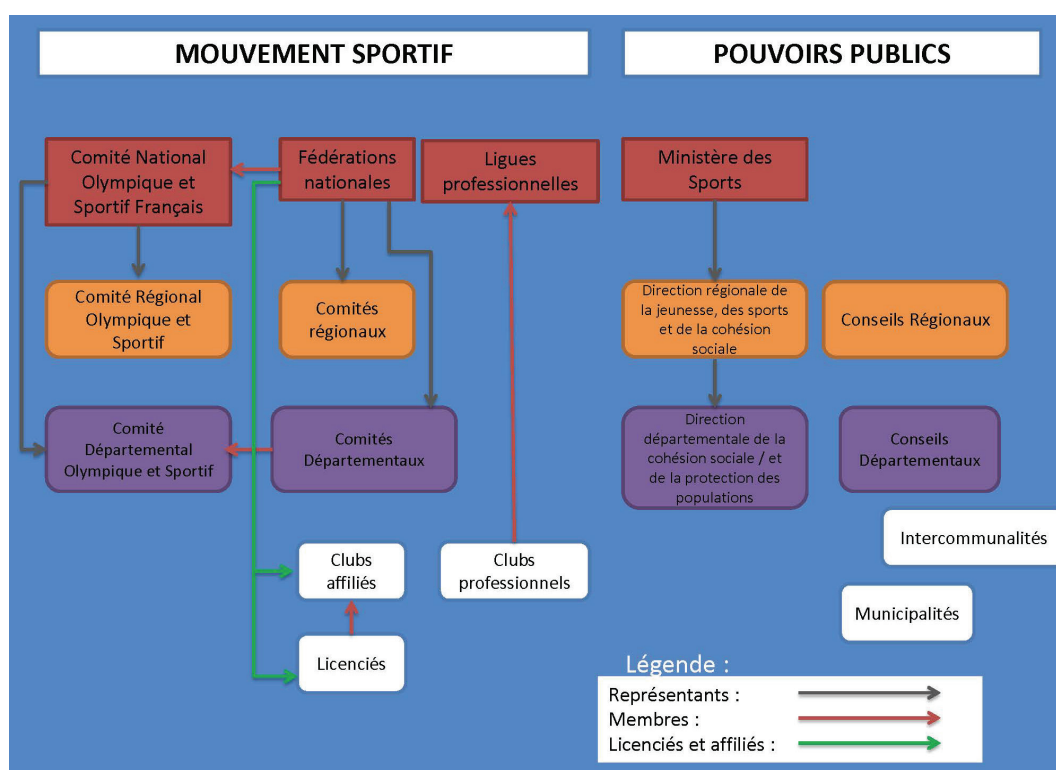 MOUVEMENT SPORTIF
POUVOIRS PUBLICS
Comité National
Olympique et
Sportif Français
Fédérations
nationales
Ligues
professionnelles
Ministère des
Sports
Comité Régional
Olympique et
Sportif
Comités
régionaux
Direction régionale de
la jeunesse, des sports
et de la cohésion
sociale
Conseils Régionaux
Comité
Départemental
Olympique et Sportif
Comités
Départementaux
Direction
départementale de la
cohésion sociale / et
de la protection des
populations
Conseils
Départementaux
Intercommunalités
Clubs
affiliés
Clubs
professionnels
Municipalités
Licenciés
Légende :
Représentants :
Membres :
Licenciés et affiliés :